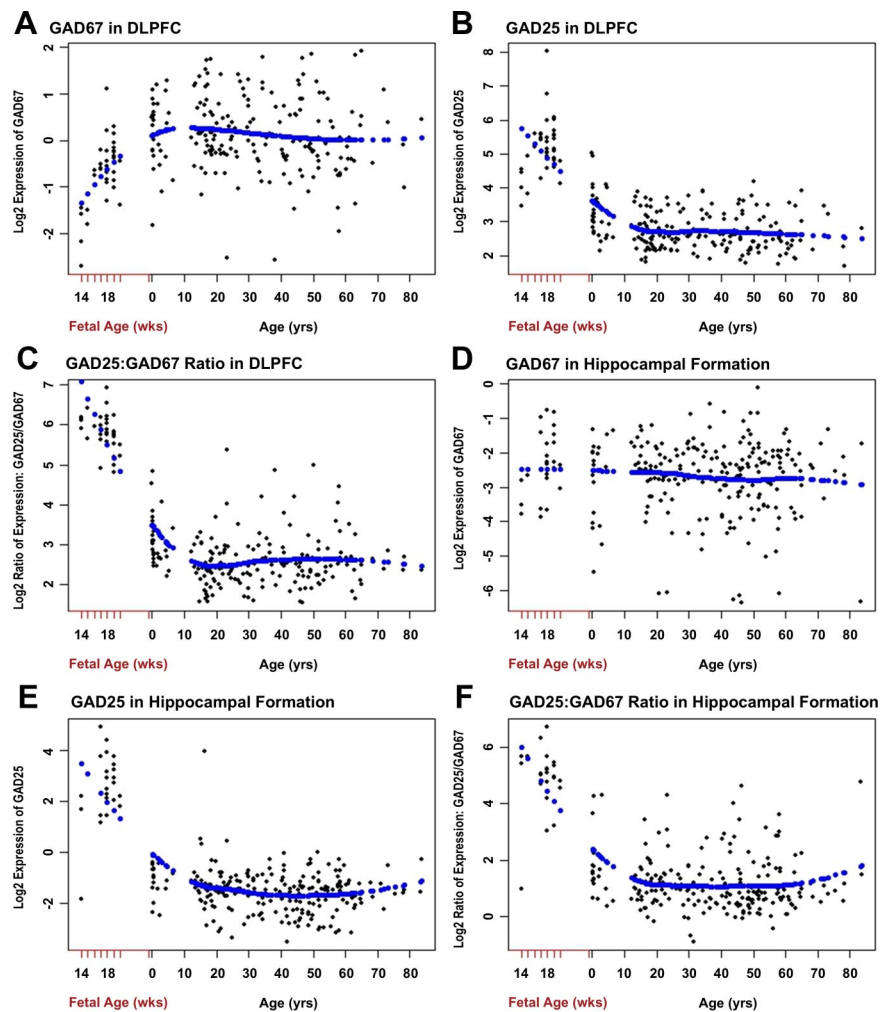 A GAD67 in DLPFC
Log2 Expression of GAD67
2
1
0
-1
-2
14 18 0 10 20 30 40 50 60 70 80
Fetal Age (wks) Age (yrs)
B GAD25 in DLPFC
Log2 Expression of GAD25
8
7
6
5
4
3
2
14 18 0 10 20 30 40 50 60 70 80
Fetal Age (wks) Age (yrs)
C GAD25:GAD67 Ratio in DLPFC
Log2 Ratio of Expression: GAD25/GAD67
7
6
5
4
3
2
14 18 0 10 20 30 40 50 60 70 80
Fetal Age (wks) Age (yrs)
D GAD67 in Hippocampal Formation
Log2 Expression of GAD67
0
-1
-2
-3
-4
-5
-6
14 18 0 10 20 30 40 50 60 70 80
Fetal Age (wks) Age (yrs)
E GAD25 in Hippocampal Formation
Log2 Expression of GAD25
4
2
0
-2
14 18 0 10 20 30 40 50 60 70 80
Fetal Age (wks) Age (yrs)
F GAD25:GAD67 Ratio in Hippocampal Formation
Log2 Ratio of Expression: GAD25/GAD67
6
4
2
0
14 18 0 10 20 30 40 50 60 70 80
Fetal Age (wks) Age (yrs)